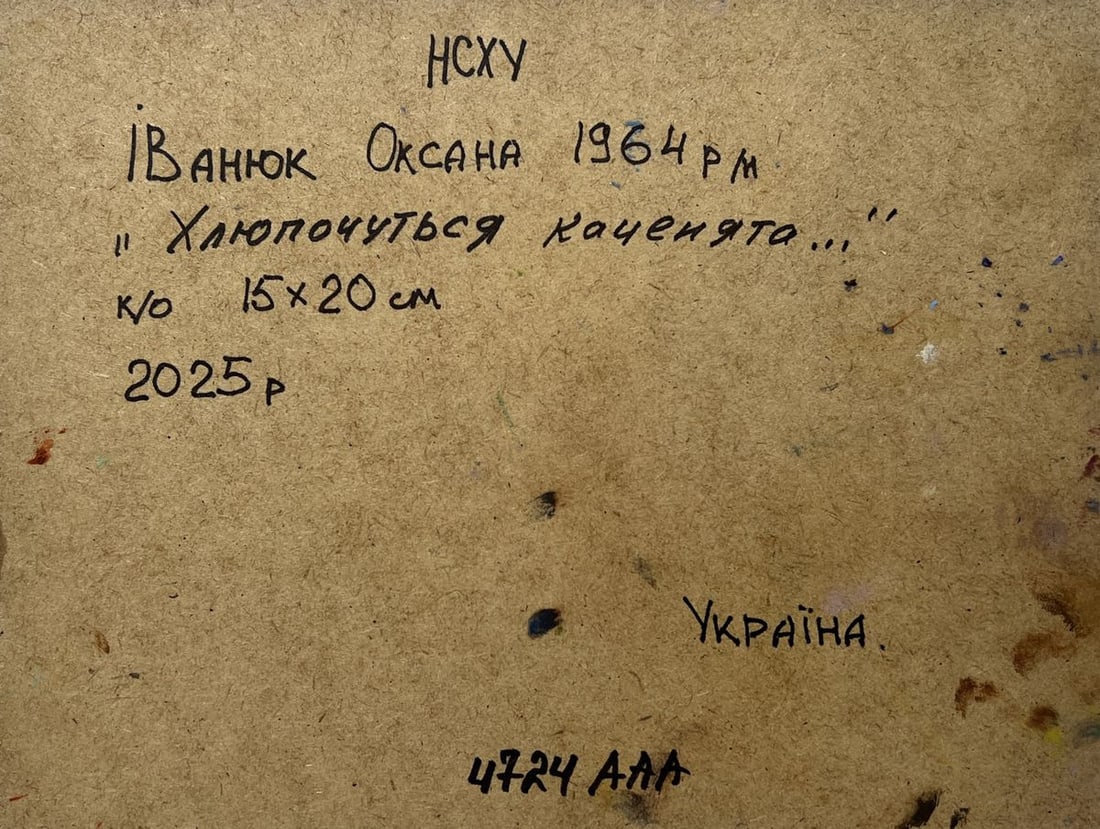 НСХУ
Іванюк Оксана 1964 р м
„Хлюпочуться каченята..."
к/о 15×20 см
2025 р
Україна.
4724 ААА